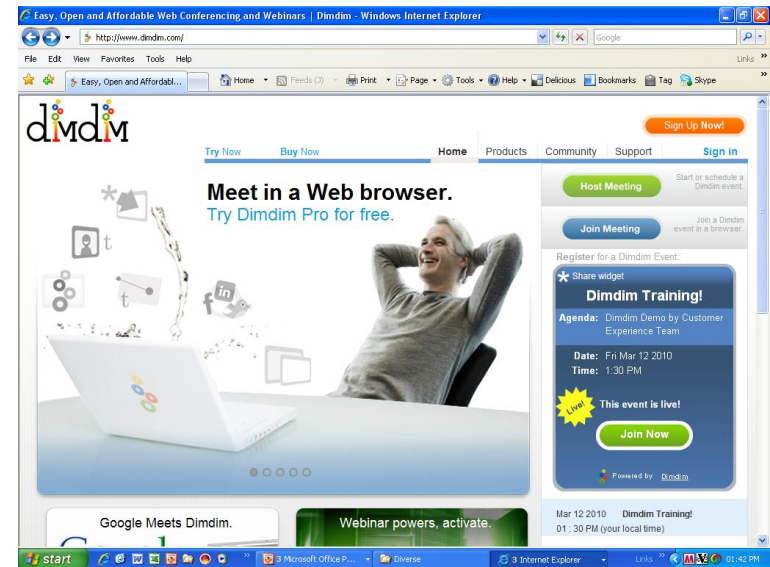 Easy, Open and Affordable Web Conferencing and Webinars | Dimdim - Windows Internet Explorer
http://www.dimdim.com/
Google
File Edit View Favorites Tools Help
Links
Easy, Open and Affordabl...
Home Feeds (3) Print Page Tools Help Delicious Bookmarks Tag Skype
dimdim
Sign Up Now!
Try Now Buy Now Home Products Community Support Sign in
Meet in a Web browser.
Try Dimdim Pro for free.
Host Meeting
Start or schedule a
Dimdim event.
Join Meeting
Join a Dimdim
event in a browser.
Register for a Dimdim Event:
Share widget
Dimdim Training!
Agenda: Dimdim Demo by Customer
Experience Team
Date: Fri Mar 12 2010
Time: 1:30 PM
Live!
This event is live!
Join Now
Powered by Dimdim
t
t
f
in
Google Meets Dimdim.
Webinar powers, activate.
Mar 12 2010 Dimdim Training!
01 : 30 PM (your local time)
start
3 Microsoft Office P...
Diverse
3 Internet Explorer
Links
01:42 PM